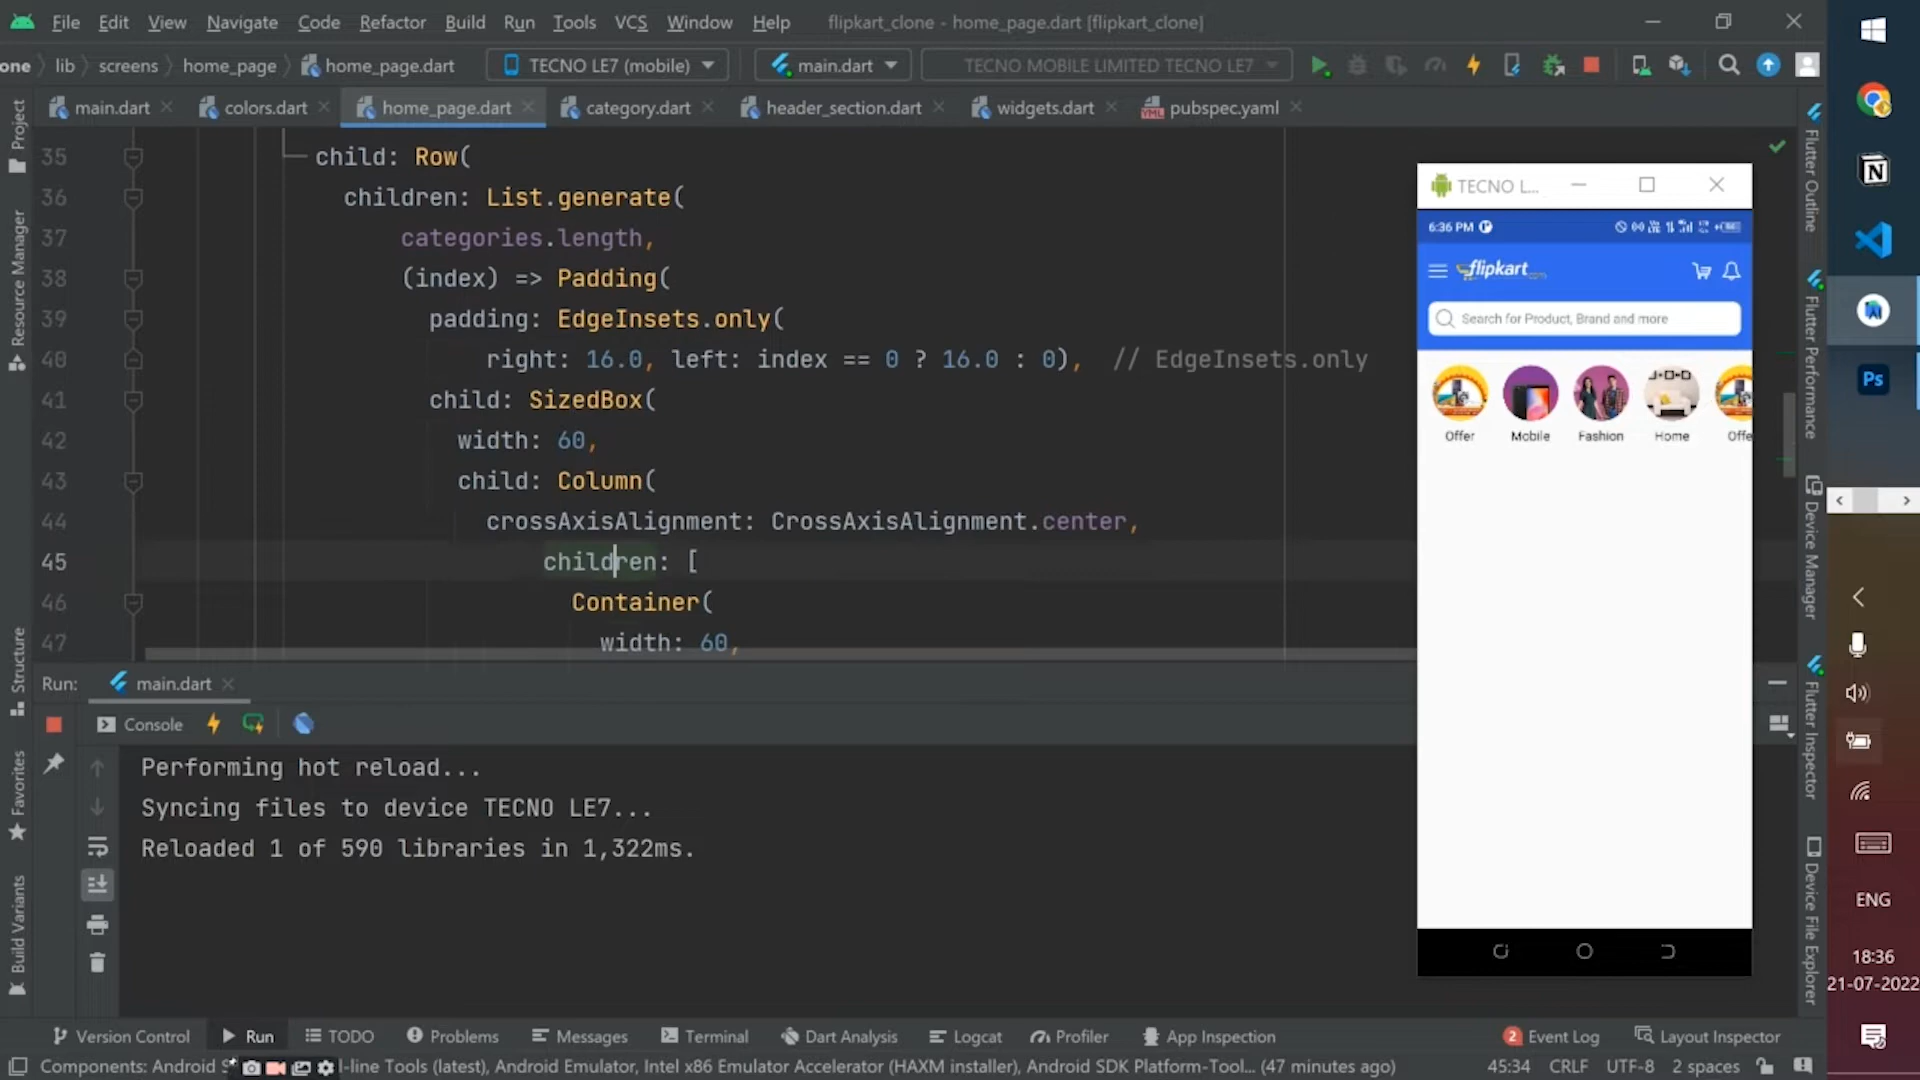 File Edit View Navigate Code Refactor Build Run Tools VCS Window Help flipkart_clone - home_page.dart [flipkart_clone]
one lib screens home_page home_page.dart TECNO LE7 (mobile) main.dart TECNO MOBILE LIMITED TECNO LE7
main.dart colors.dart home_page.dart category.dart header_section.dart widgets.dart pubspec.yaml
35 child: Row(
36 children: List.generate(
37 categories.length,
38 (index) => Padding(
39 padding: EdgeInsets.only(
40 right: 16.0, left: index == 0 ? 16.0 : 0), // EdgeInsets.only
41 child: SizedBox(
42 width: 60,
43 child: Column(
44 crossAxisAlignment: CrossAxisAlignment.center,
45 children: [
46 Container(
47 width: 60,
Project
Resource Manager
Structure
Favorites
Build Variants
TECNO L...
6:36 PM
flipkart
Search for Product, Brand and more
J•O•D
Offer Mobile Fashion Home Offe
Flutter Outline
Flutter Performance
Device Manager
Flutter Inspector
Device File Explorer
Run: main.dart
Console
Performing hot reload...
Syncing files to device TECNO LE7...
Reloaded 1 of 590 libraries in 1,322ms.
Version Control Run TODO Problems Messages Terminal Dart Analysis Logcat Profiler App Inspection 2 Event Log Layout Inspector
Components: Android S l-line Tools (latest), Android Emulator, Intel x86 Emulator Accelerator (HAXM installer), Android SDK Platform-Tool... (47 minutes ago) 45:34 CRLF UTF-8 2 spaces
Ps
ENG
18:36
21-07-2022